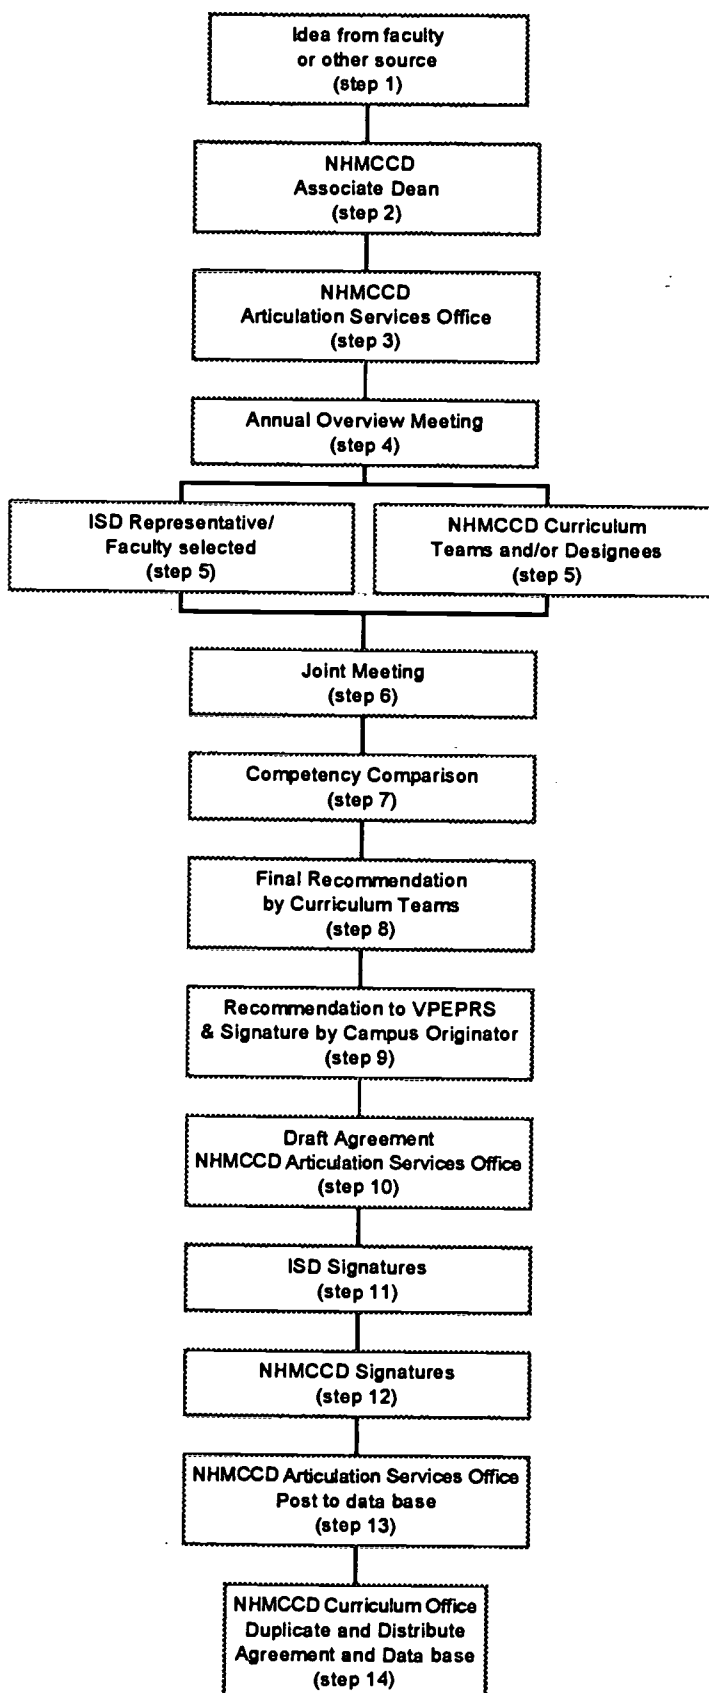 Idea from faculty
or other source
(step 1)
NHMCCD
Associate Dean
(step 2)
NHMCCD
Articulation Services Office
(step 3)
Annual Overview Meeting
(step 4)
ISD Representative/
Faculty selected
(step 5)
NHMCCD Curriculum
Teams and/or Designees
(step 5)
Joint Meeting
(step 6)
Competency Comparison
(step 7)
Final Recommendation
by Curriculum Teams
(step 8)
Recommendation to VPEPRS
& Signature by Campus Originator
(step 9)
Draft Agreement
NHMCCD Articulation Services Office
(step 10)
ISD Signatures
(step 11)
NHMCCD Signatures
(step 12)
NHMCCD Articulation Services Office
Post to data base
(step 13)
NHMCCD Curriculum Office
Duplicate and Distribute
Agreement and Data base
(step 14)